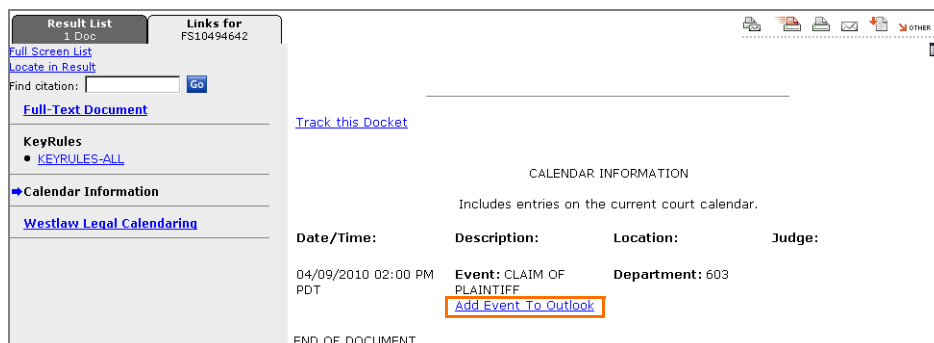 Result List
1 Doc
Links for
FS10494642
OTHER
Full Screen List
Locate in Result
Find citation:
Go
Full-Text Document
KeyRules
• KEYRULES-ALL
Calendar Information
Westlaw Legal Calendaring
Track this Docket
CALENDAR INFORMATION
Includes entries on the current court calendar.
Date/Time: Description: Location: Judge:
04/09/2010 02:00 PM Event: CLAIM OF Department: 603
PDT PLAINTIFF
Add Event To Outlook
END OF DOCUMENT